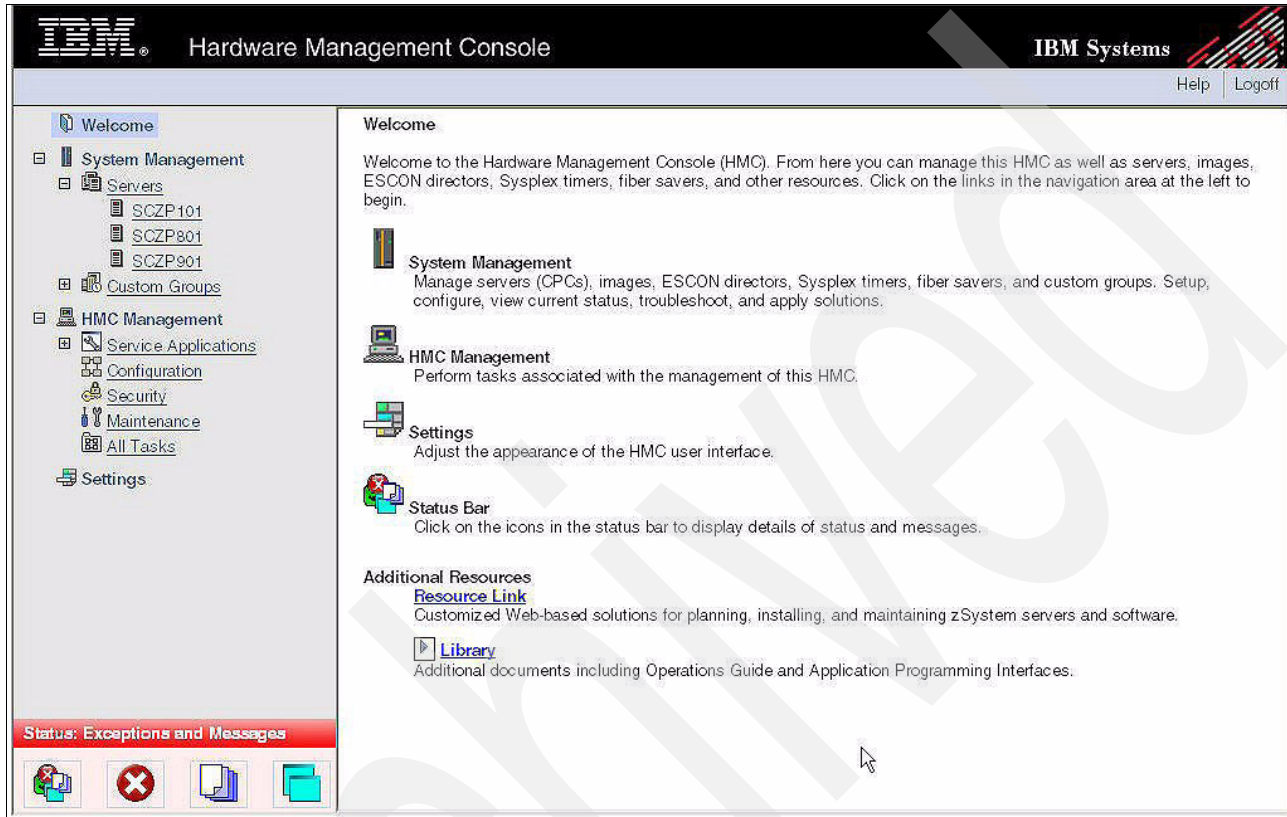 IBM® Hardware Management Console IBM Systems
Help Logoff
Welcome
System Management
Servers
SCZP101
SCZP801
SCZP901
Custom Groups
HMC Management
Service Applications
Configuration
Security
Maintenance
All Tasks
Settings
Status: Exceptions and Messages
Welcome
Welcome to the Hardware Management Console (HMC). From here you can manage this HMC as well as servers, images,
ESCON directors, Sysplex timers, fiber savers, and other resources. Click on the links in the navigation area at the left to
begin.
System Management
Manage servers (CPCs), images, ESCON directors, Sysplex timers, fiber savers, and custom groups. Setup,
configure, view current status, troubleshoot, and apply solutions.
HMC Management
Perform tasks associated with the management of this HMC.
Settings
Adjust the appearance of the HMC user interface.
Status Bar
Click on the icons in the status bar to display details of status and messages.
Additional Resources
Resource Link
Customized Web-based solutions for planning, installing, and maintaining zSystem servers and software.
Library
Additional documents including Operations Guide and Application Programming Interfaces.